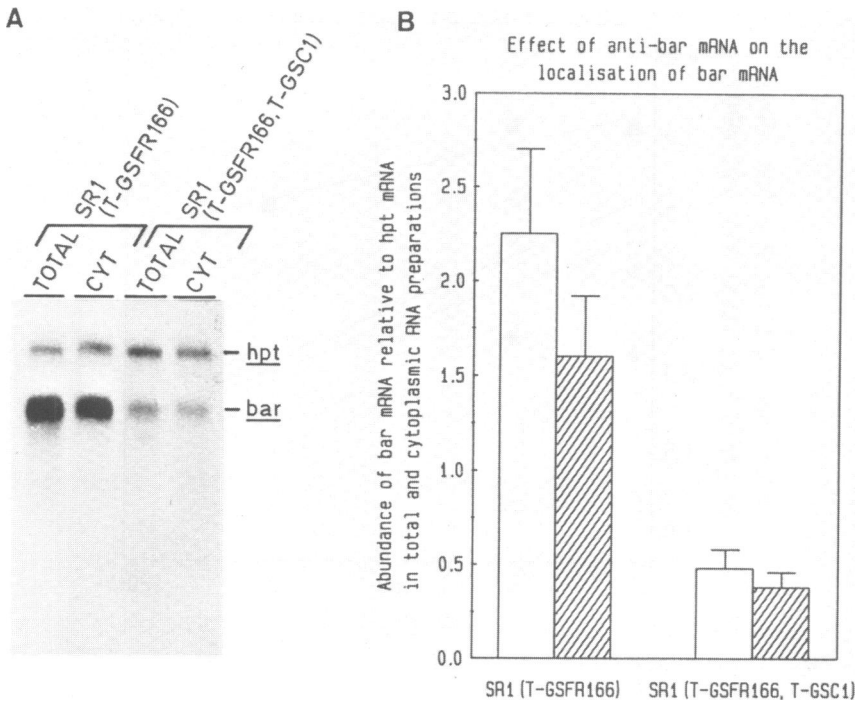 A
SR1
(T-GSFR166)
SR1
(T-GSFR166,T-GSC1)
TOTAL
CYT
TOTAL
CYT
hpt
bar
B
Effect of anti-bar mRNA on the
localisation of bar mRNA
Abundance of bar mRNA relative to hpt mRNA
in total and cytoplasmic RNA preparations
3.0
2.5
2.0
1.5
1.0
0.5
0.0
SR1 (T-GSFR166)
SR1 (T-GSFR166, T-GSC1)